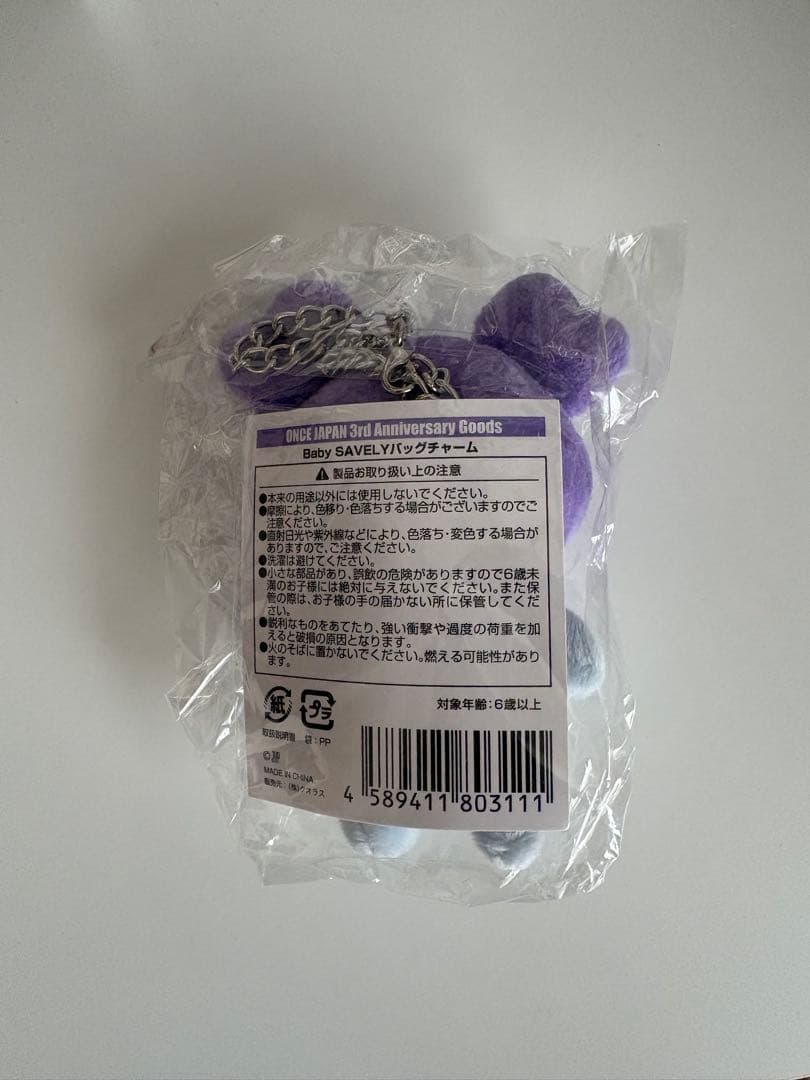 ONCE JAPAN 3rd Anniversary Goods
Baby SAVELYバッグチャーム
製品お取り扱い上の注意
●本来の用途以外には使用しないでください。
●摩擦により、色移り・色落ちする場合がございますのでご
注意ください。
●直射日光や紫外線などにより、色落ち・変色する場合が
ありますので、ご注意ください。
●洗濯は避けてください。
●小さな部品があり、誤飲の危険がありますので6歳未
満のお子様には絶対に与えないでください。また保
管の際は、お子様の手の届かない所に保管してくだ
さい。
●鋭利なものをあてたり、強い衝撃や過度の荷重を加
えると破損の原因となります。
●火のそばに置かないでください。燃える可能性があり
ます。
紙 プラ
対象年齢：6歳以上
取扱説明書 袋：PP
MADE IN CHINA
販売元：(株)クオラス
4 589411 803111